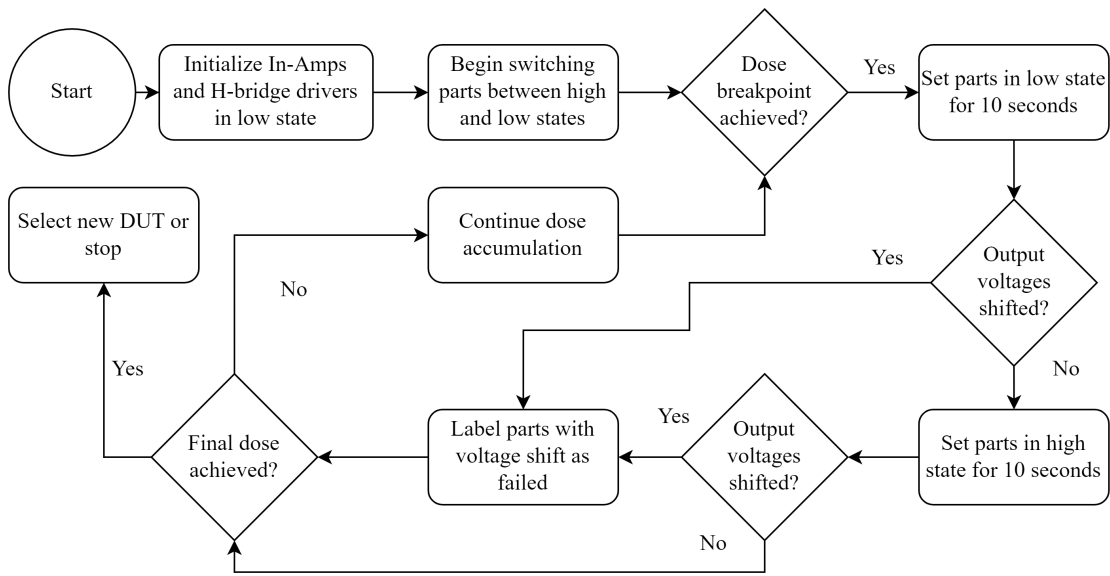 Start
Initialize In-Amps
and H-bridge drivers
in low state
Begin switching
parts between high
and low states
Dose
breakpoint
achieved?
Yes
Set parts in low state
for 10 seconds
Select new DUT or
stop
Continue dose
accumulation
Output
voltages
shifted?
Yes
No
No
Yes
Final dose
achieved?
Label parts with
voltage shift as
failed
Yes
Output
voltages
shifted?
Set parts in high
state for 10 seconds
No